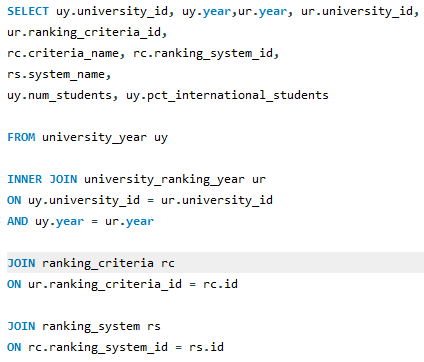 SELECT uy.university_id, uy.year,ur.year, ur.university_id,
ur.ranking_criteria_id,
rc.criteria_name, rc.ranking_system_id,
rs.system_name,
uy.num_students, uy.pct_international_students
FROM university_year uy
INNER JOIN university_ranking_year ur
ON uy.university_id = ur.university_id
AND uy.year = ur.year
JOIN ranking_criteria rc
ON ur.ranking_criteria_id = rc.id
JOIN ranking_system rs
ON rc.ranking_system_id = rs.id